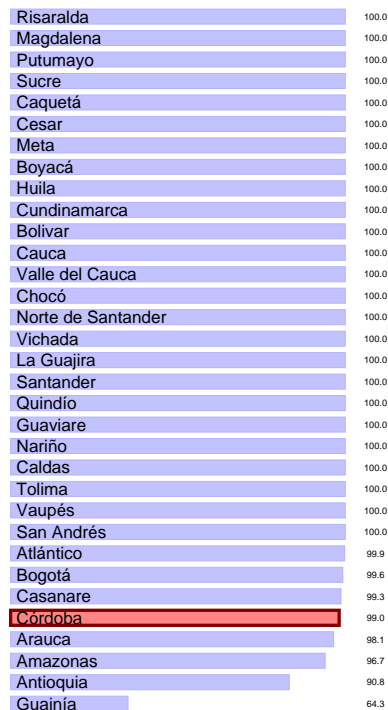 Risaralda 100.0
Magdalena 100.0
Putumayo 100.0
Sucre 100.0
Caquetá 100.0
Cesar 100.0
Meta 100.0
Boyacá 100.0
Huila 100.0
Cundinamarca 100.0
Bolivar 100.0
Cauca 100.0
Valle del Cauca 100.0
Chocó 100.0
Norte de Santander 100.0
Vichada 100.0
La Guajira 100.0
Santander 100.0
Quindío 100.0
Guaviare 100.0
Nariño 100.0
Caldas 100.0
Tolima 100.0
Vaupés 100.0
San Andrés 100.0
Atlántico 99.9
Bogotá 99.6
Casanare 99.3
Córdoba 99.0
Arauca 98.1
Amazonas 96.7
Antioquia 90.8
Guainía 64.3